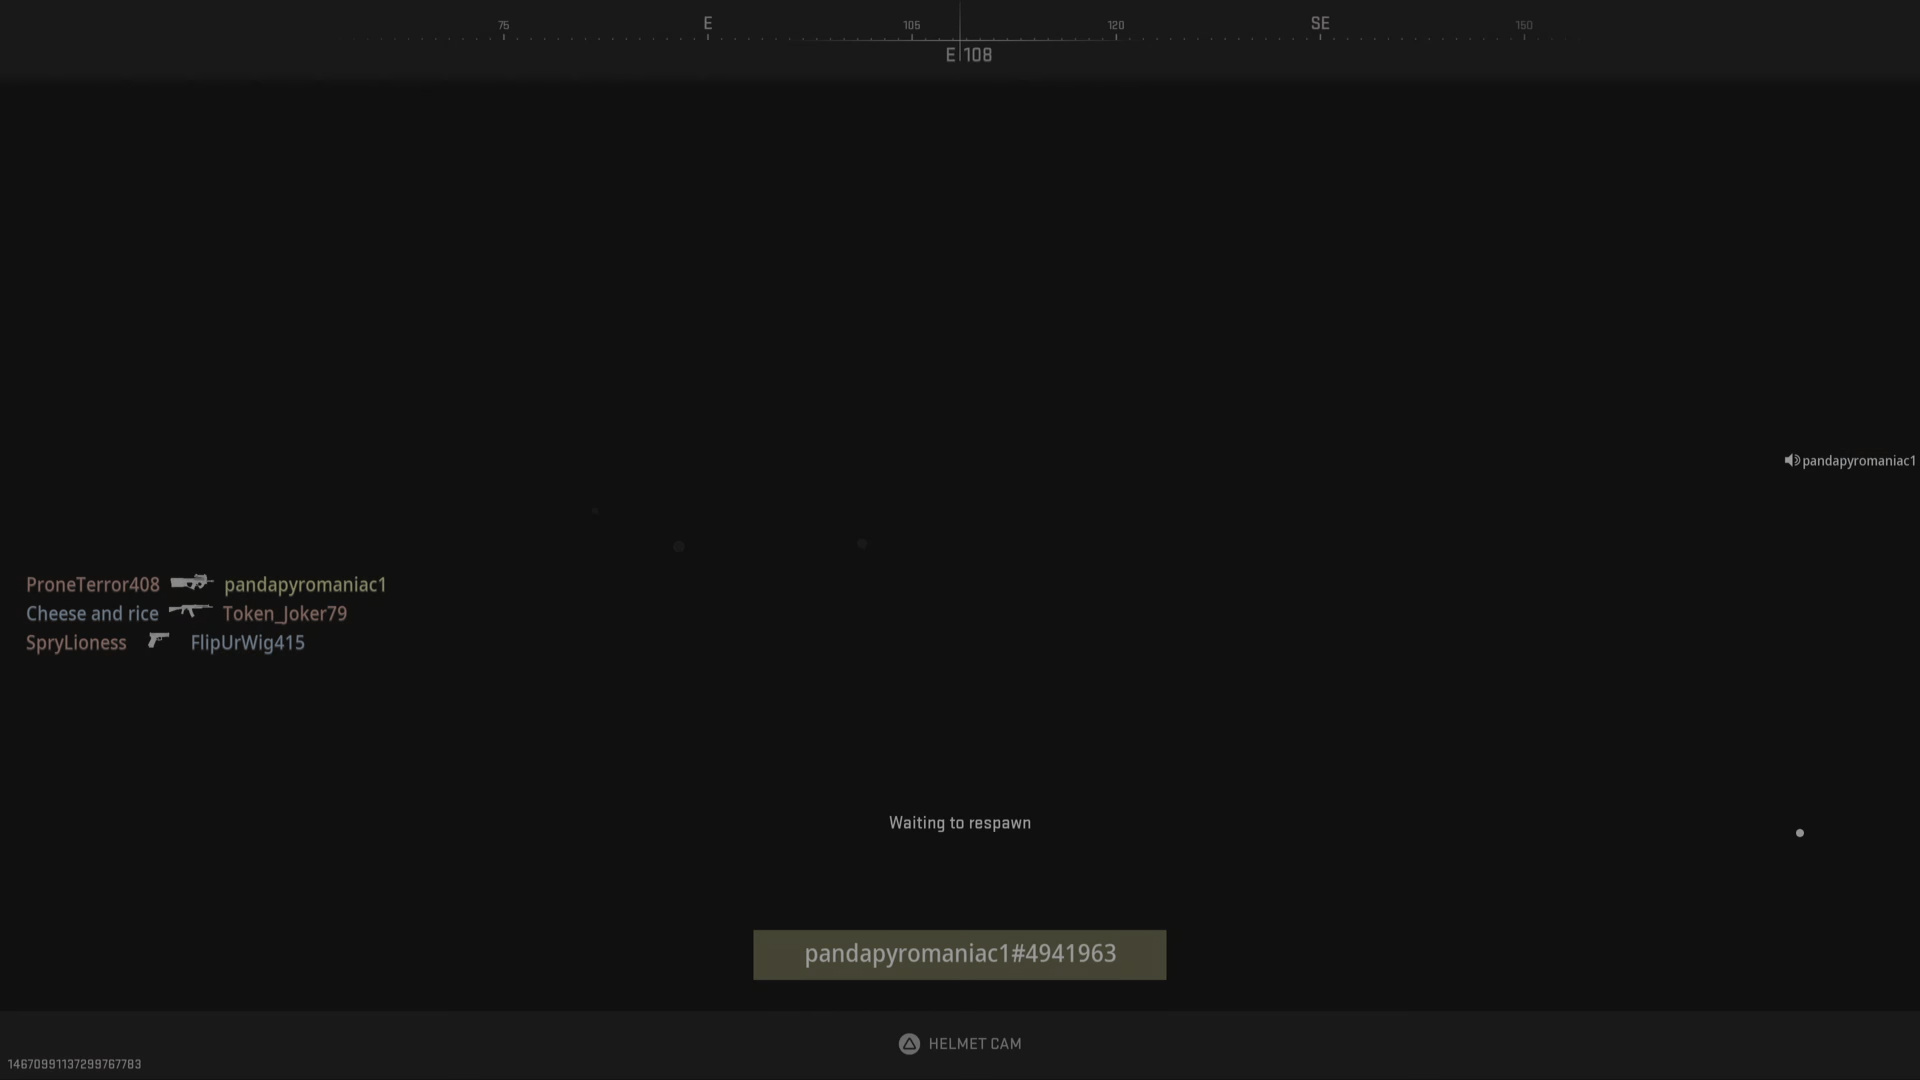 75 E 105 120 SE 150
E 108
pandapyromaniac1
ProneTerror408 pandapyromaniac1
Cheese and rice Token_Joker79
SpryLioness FlipUrWig415
Waiting to respawn
pandapyromaniac1#4941963
HELMET CAM
14670991137299767783